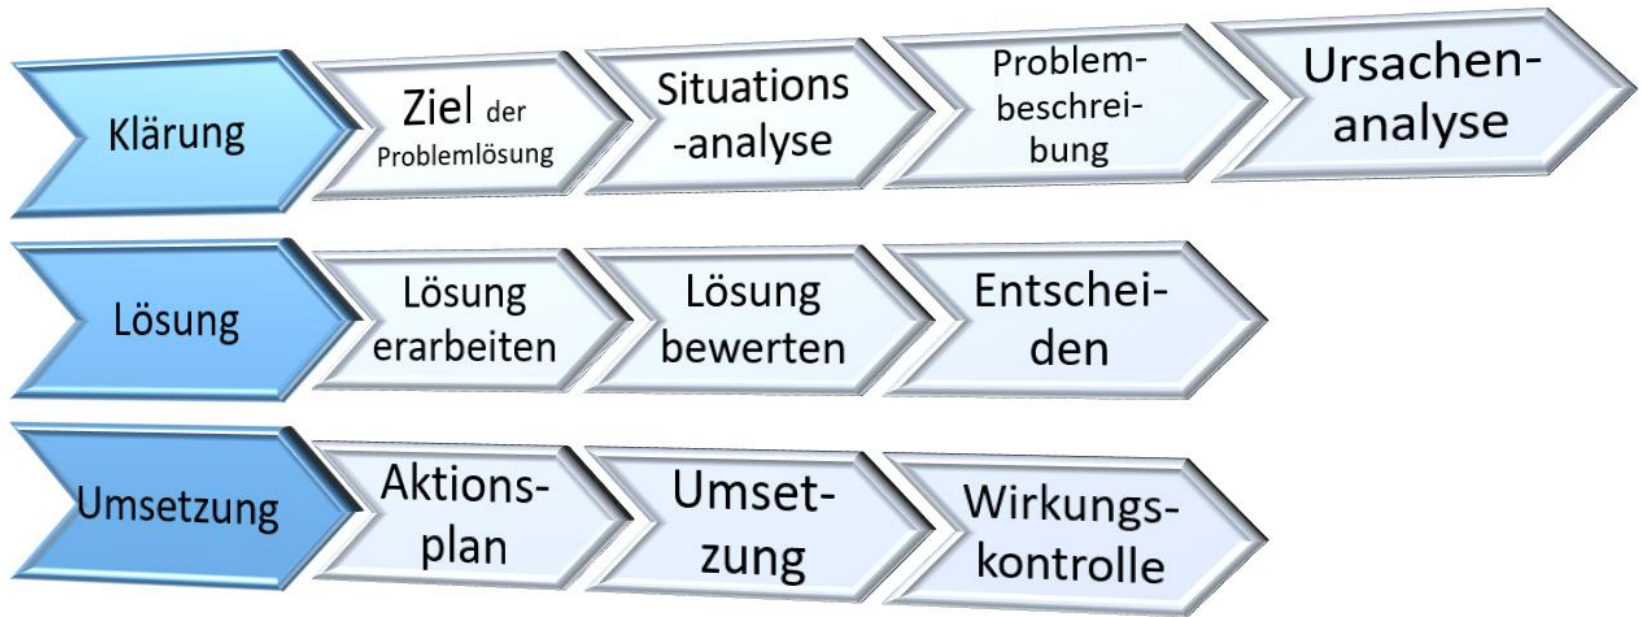 Klärung
Ziel der
Problemlösung
Situations
-analyse
Problem-
beschrei-
bung
Ursachen-
analyse
Lösung
Lösung
erarbeiten
Lösung
bewerten
Entschei-
den
Umsetzung
Aktions-
plan
Umset-
zung
Wirkungs-
kontrolle